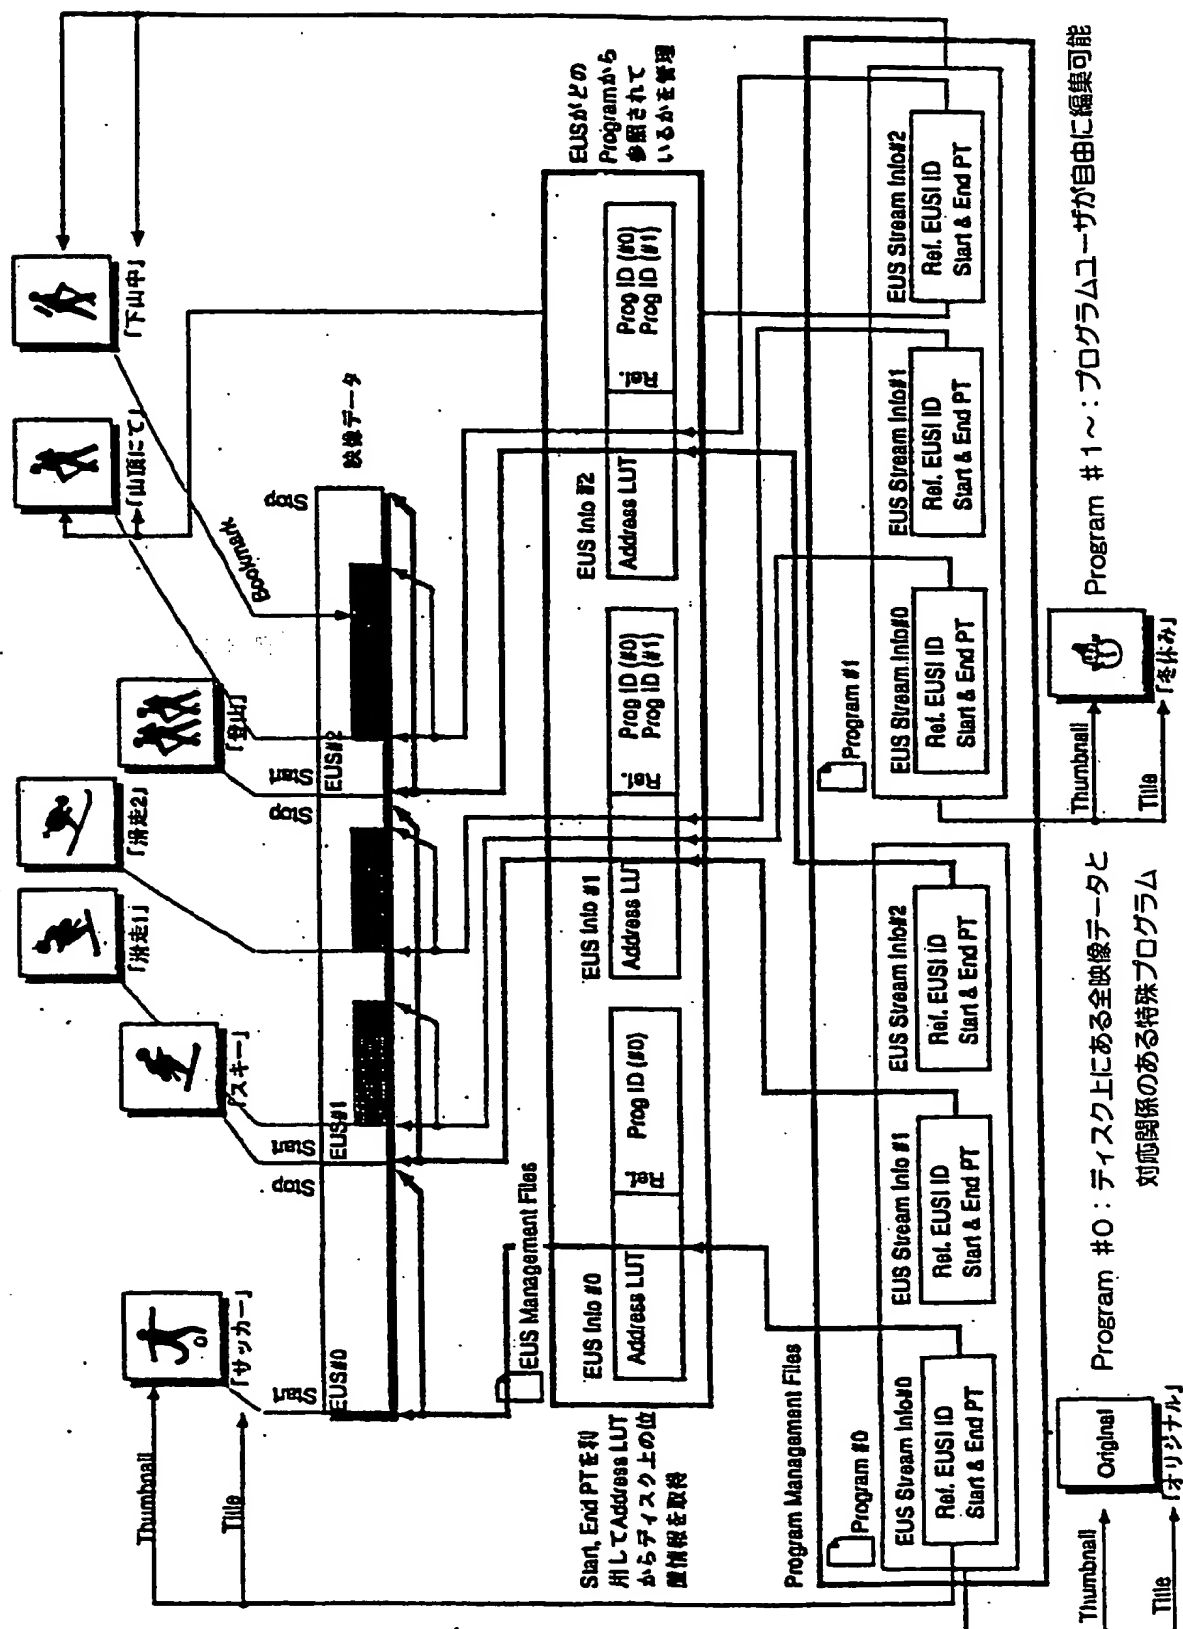 Thumbnail
Title
「サッカー」
「スキー」
「滑走1」
「滑走2」
「登山」
「山頂にて」
「下山中」
Start
Stop
Start
Stop
Start
Stop
Bookmark
EUS#0
EUS#1
EUS#2
映像データ
EUS Management Files
Start, End PTを利
用してAddress LUT
からディスク上の位
置情報を取得
EUSがどの
Programから
参照されて
いるかを管理
EUS Info #0
Address LUT
Ref.
Prog ID (#0)
EUS Info #1
Address LUT
Ref.
Prog ID (#0)
Prog ID (#1)
EUS Info #2
Address LUT
Ref.
Prog ID (#0)
Prog ID (#1)
Program Management Files
Program #0
EUS Stream Info#0
Ref. EUSI ID
Start & End PT
EUS Stream Info #1
Ref. EUSI ID
Start & End PT
EUS Stream Info#2
Ref. EUSI ID
Start & End PT
Program #1
EUS Stream Info#0
Ref. EUSI ID
Start & End PT
EUS Stream Info#1
Ref. EUSI ID
Start & End PT
EUS Stream Info#2
Ref. EUSI ID
Start & End PT
Thumbnail
Title
Original
「オリジナル」
Program #0：ディスク上にある全映像データと
対応関係のある特殊プログラム
Thumbnail
Title
「冬休み」
Program #1～：プログラムユーザが自由に編集可能